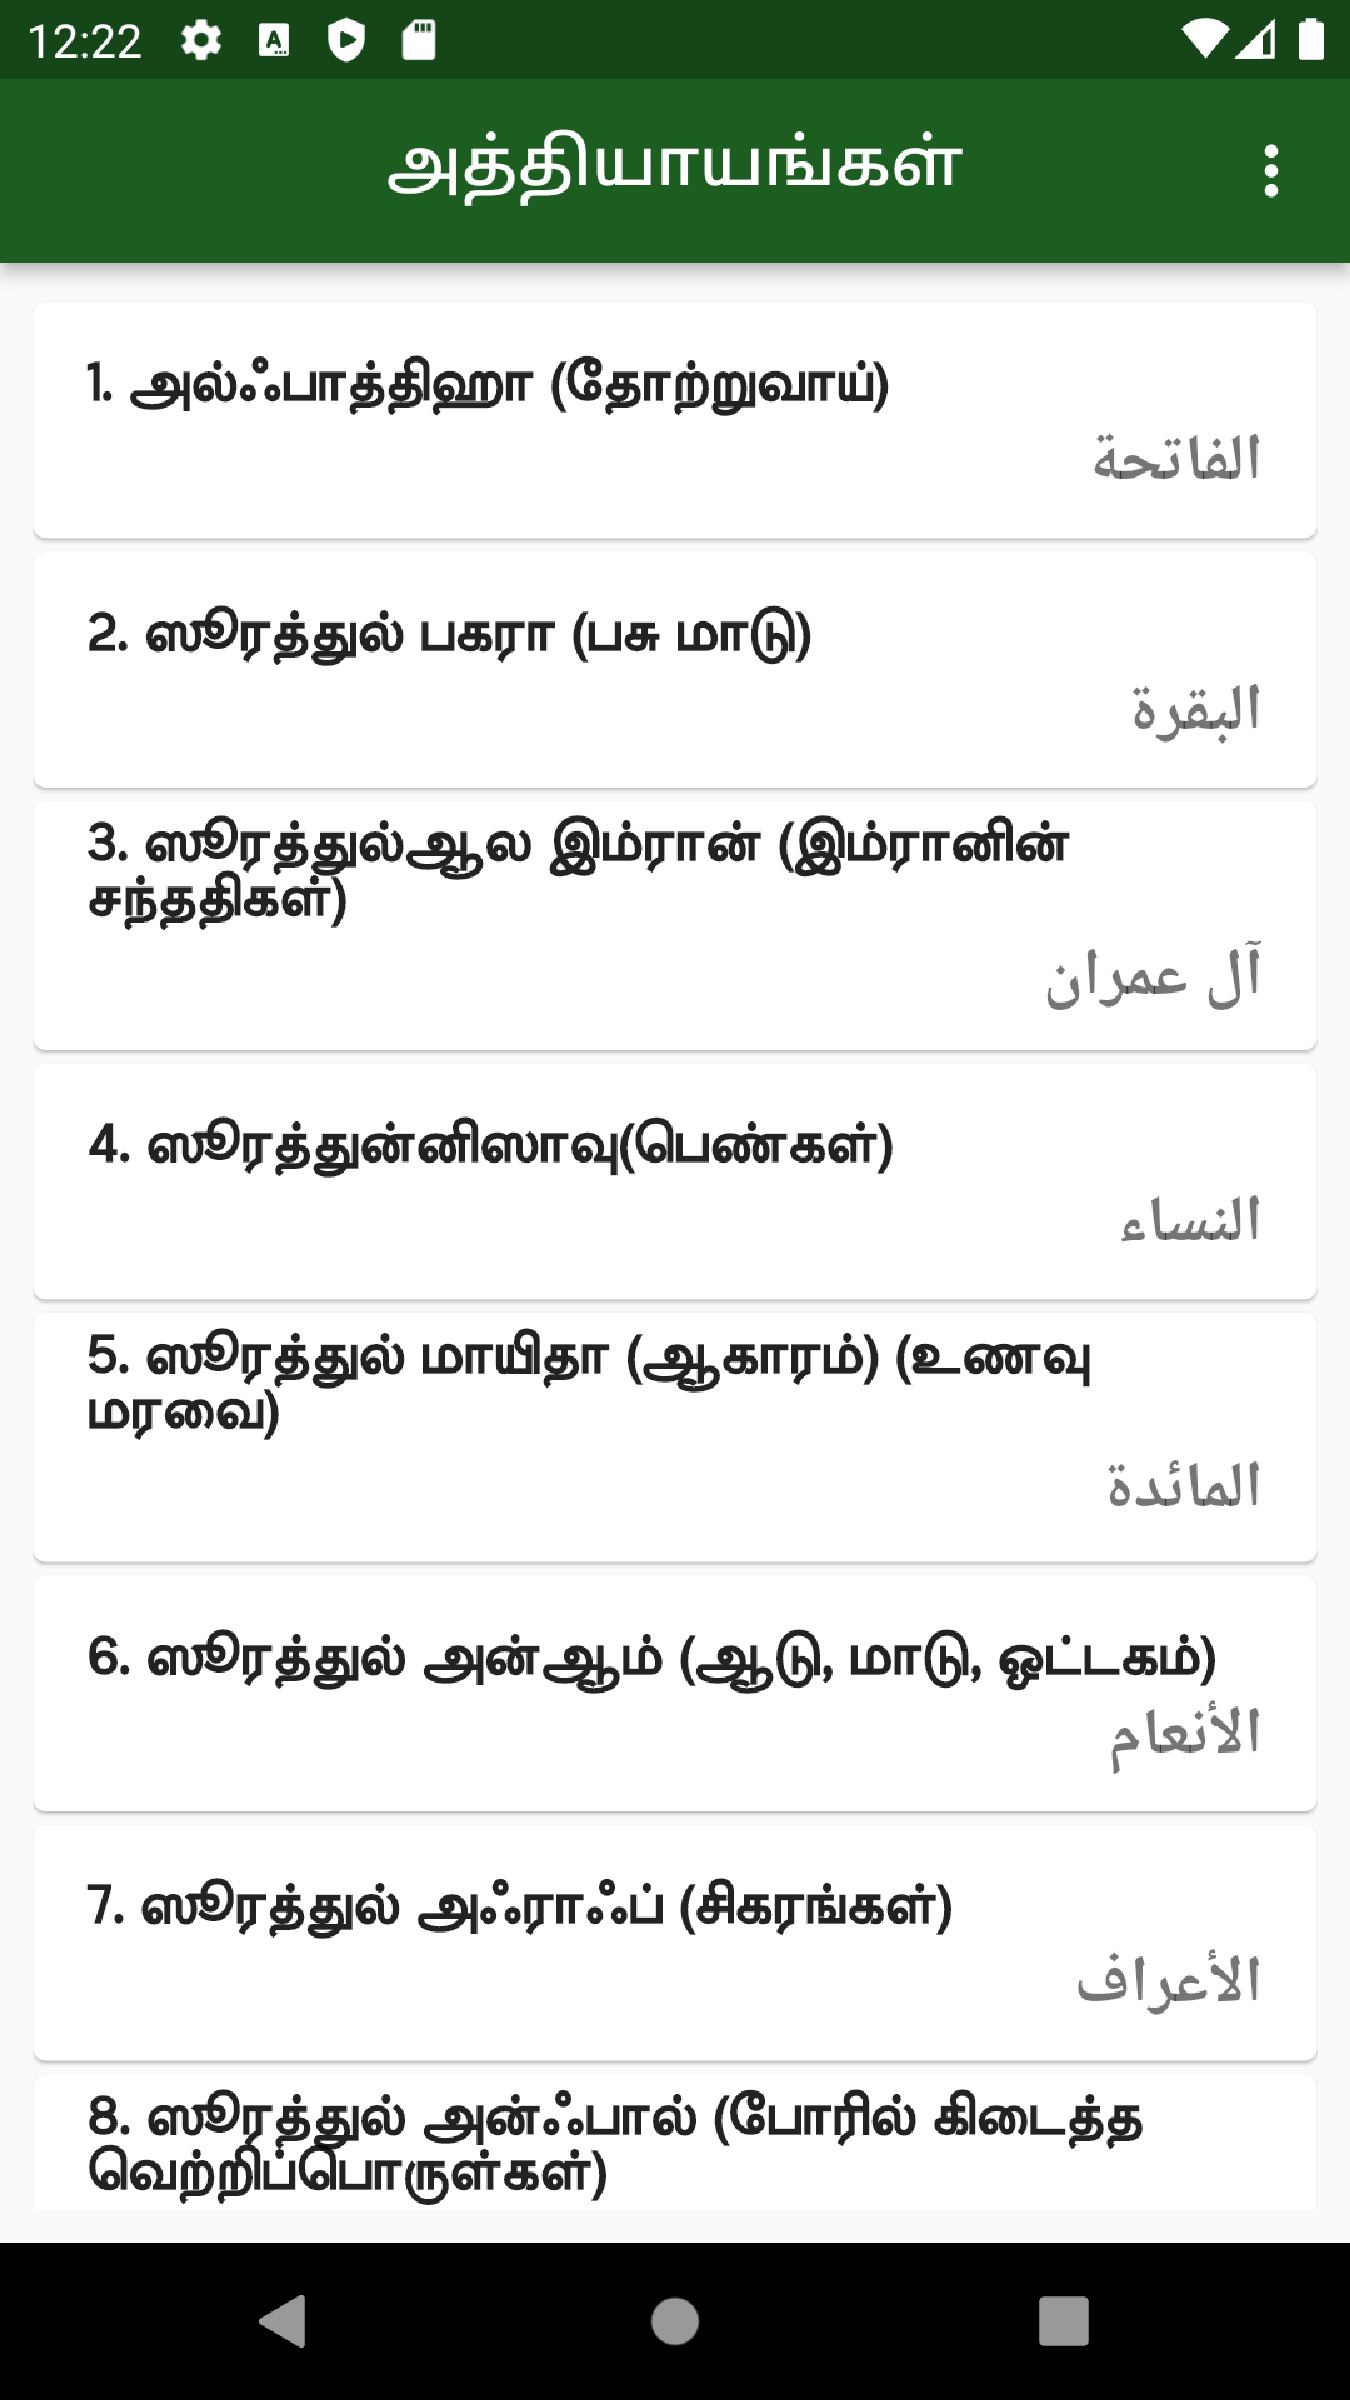 12:22
அத்தியாயங்கள்
1. அல்ஃபாத்திஹா (தோற்றுவாய்)
الفاتحة
2. ஸூரத்துல் பகரா (பசு மாடு)
البقرة
3. ஸூரத்துல்ஆல இம்ரான் (இம்ரானின்
சந்ததிகள்)
آل عمران
4. ஸூரத்துன்னிஸாவு(பெண்கள்)
النساء
5. ஸூரத்துல் மாயிதா (ஆகாரம்) (உணவு
மரவை)
المائدة
6. ஸூரத்துல் அன்ஆம் (ஆடு, மாடு, ஒட்டகம்)
الأنعام
7. ஸூரத்துல் அஃராஃப் (சிகரங்கள்)
الأعراف
8. ஸூரத்துல் அன்ஃபால் (போரில் கிடைத்த
வெற்றிப்பொருள்கள்)